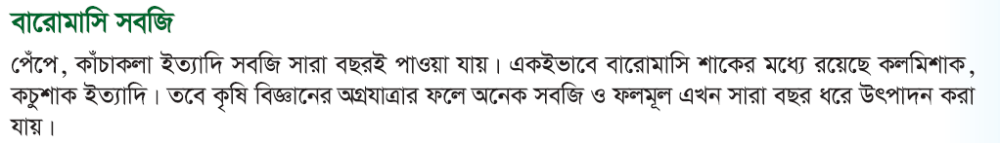 বারোমাসি সবজি
পেঁপে, কাঁচাকলা ইত্যাদি সবজি সারা বছরই পাওয়া যায়। একইভাবে বারোমাসি শাকের মধ্যে রয়েছে কলমিশাক,
কচুশাক ইত্যাদি। তবে কৃষি বিজ্ঞানের অগ্রযাত্রার ফলে অনেক সবজি ও ফলমূল এখন সারা বছর ধরে উৎপাদন করা
যায়।